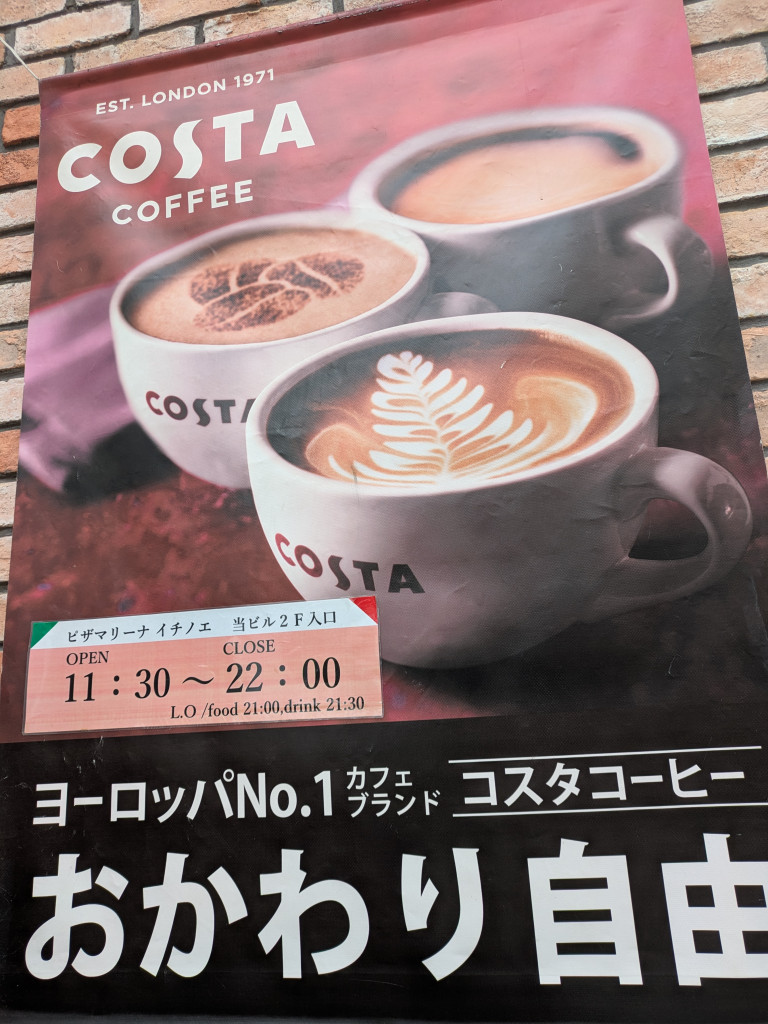 EST. LONDON 1971
COSTA
COFFEE
COSTA
COSTA
ピザマリーナ イチノエ 当ビル2F入口
OPEN CLOSE
11：30 ～ 22：00
L.O /food 21:00,drink 21:30
ヨーロッパNo.1 カフェブランド コスタコーヒー
おかわり自由